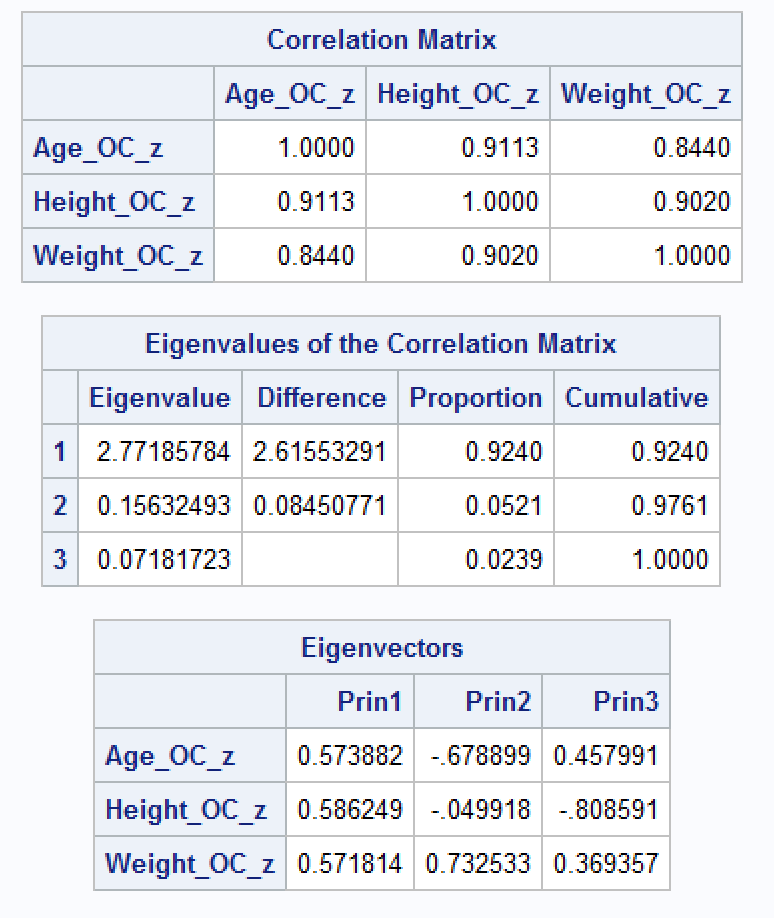 Correlation Matrix
Age_OC_z Height_OC_z Weight_OC_z
Age_OC_z 1.0000 0.9113 0.8440
Height_OC_z 0.9113 1.0000 0.9020
Weight_OC_z 0.8440 0.9020 1.0000
Eigenvalues of the Correlation Matrix
Eigenvalue Difference Proportion Cumulative
1 2.77185784 2.61553291 0.9240 0.9240
2 0.15632493 0.08450771 0.0521 0.9761
3 0.07181723 0.0239 1.0000
Eigenvectors
Prin1 Prin2 Prin3
Age_OC_z 0.573882 -.678899 0.457991
Height_OC_z 0.586249 -.049918 -.808591
Weight_OC_z 0.571814 0.732533 0.369357